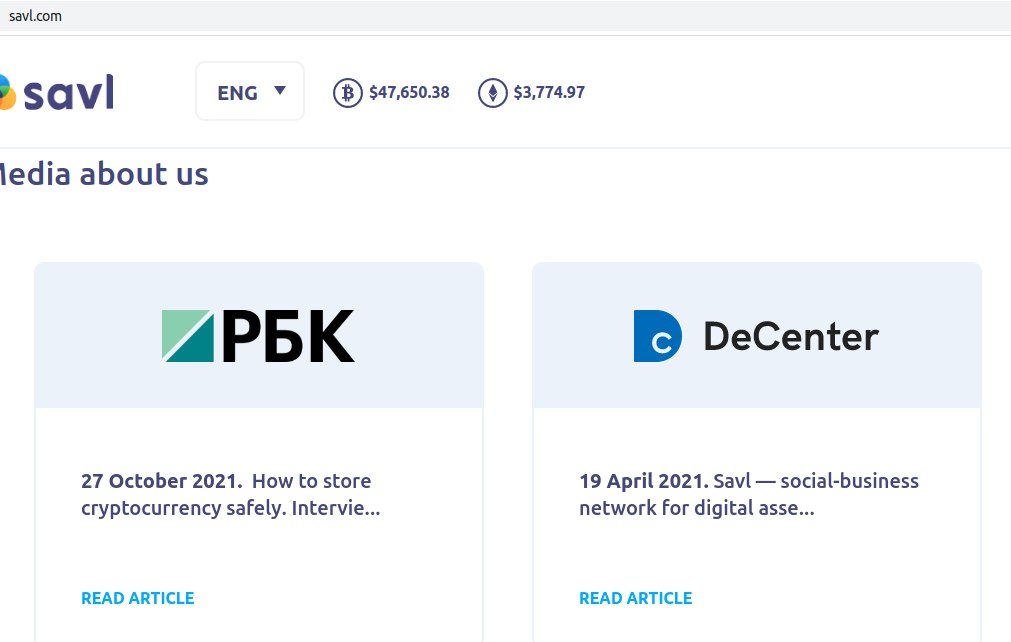 savl.com
savl
ENG
$47,650.38
$3,774.97
Media about us
РБК
DeCenter
27 October 2021. How to store
cryptocurrency safely. Intervie...
19 April 2021. Savl — social-business
network for digital asse...
READ ARTICLE
READ ARTICLE